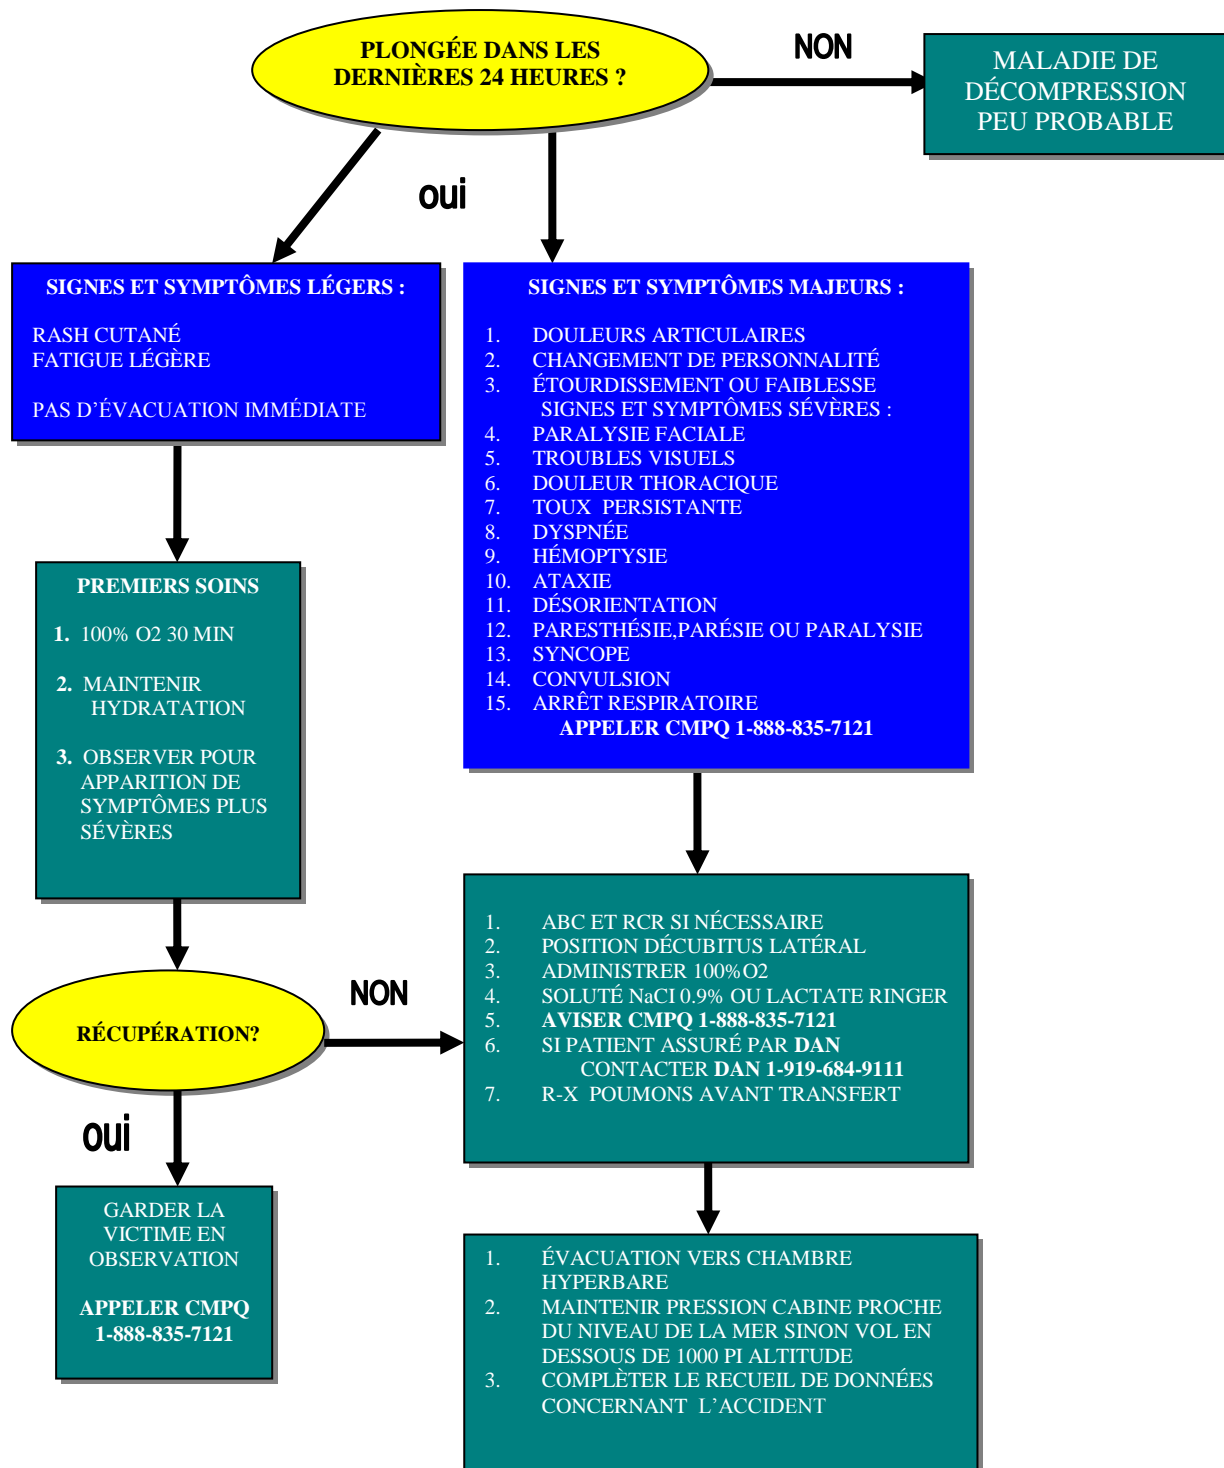 PLONGÉE DANS LES
DERNIÈRES 24 HEURES ?
NON
MALADIE DE
DÉCOMPRESSION
PEU PROBABLE
oui
SIGNES ET SYMPTÔMES LÉGERS :
RASH CUTANÉ
FATIGUE LÉGÈRE
PAS D’ÉVACUATION IMMÉDIATE
SIGNES ET SYMPTÔMES MAJEURS :
1. DOULEURS ARTICULAIRES
2. CHANGEMENT DE PERSONNALITÉ
3. ÉTOURDISSEMENT OU FAIBLESSE
SIGNES ET SYMPTÔMES SÉVÈRES :
4. PARALYSIE FACIALE
5. TROUBLES VISUELS
6. DOULEUR THORACIQUE
7. TOUX PERSISTANTE
8. DYSPNÉE
9. HÉMOPTYSIE
10. ATAXIE
11. DÉSORIENTATION
12. PARESTHÉSIE,PARÉSIE OU PARALYSIE
13. SYNCOPE
14. CONVULSION
15. ARRÊT RESPIRATOIRE
APPELER CMPQ 1-888-835-7121
PREMIERS SOINS
1. 100% O2 30 MIN
2. MAINTENIR
HYDRATATION
3. OBSERVER POUR
APPARITION DE
SYMPTÔMES PLUS
SÉVÈRES
RÉCUPÉRATION?
NON
1. ABC ET RCR SI NÉCESSAIRE
2. POSITION DÉCUBITUS LATÉRAL
3. ADMINISTRER 100%O2
4. SOLUTÉ NaCI 0.9% OU LACTATE RINGER
5. AVISER CMPQ 1-888-835-7121
6. SI PATIENT ASSURÉ PAR DAN
CONTACTER DAN 1-919-684-9111
7. R-X POUMONS AVANT TRANSFERT
oui
GARDER LA
VICTIME EN
OBSERVATION
APPELER CMPQ
1-888-835-7121
1. ÉVACUATION VERS CHAMBRE
HYPERBARE
2. MAINTENIR PRESSION CABINE PROCHE
DU NIVEAU DE LA MER SINON VOL EN
DESSOUS DE 1000 PI ALTITUDE
3. COMPLÈTER LE RECUEIL DE DONNÉES
CONCERNANT L’ACCIDENT